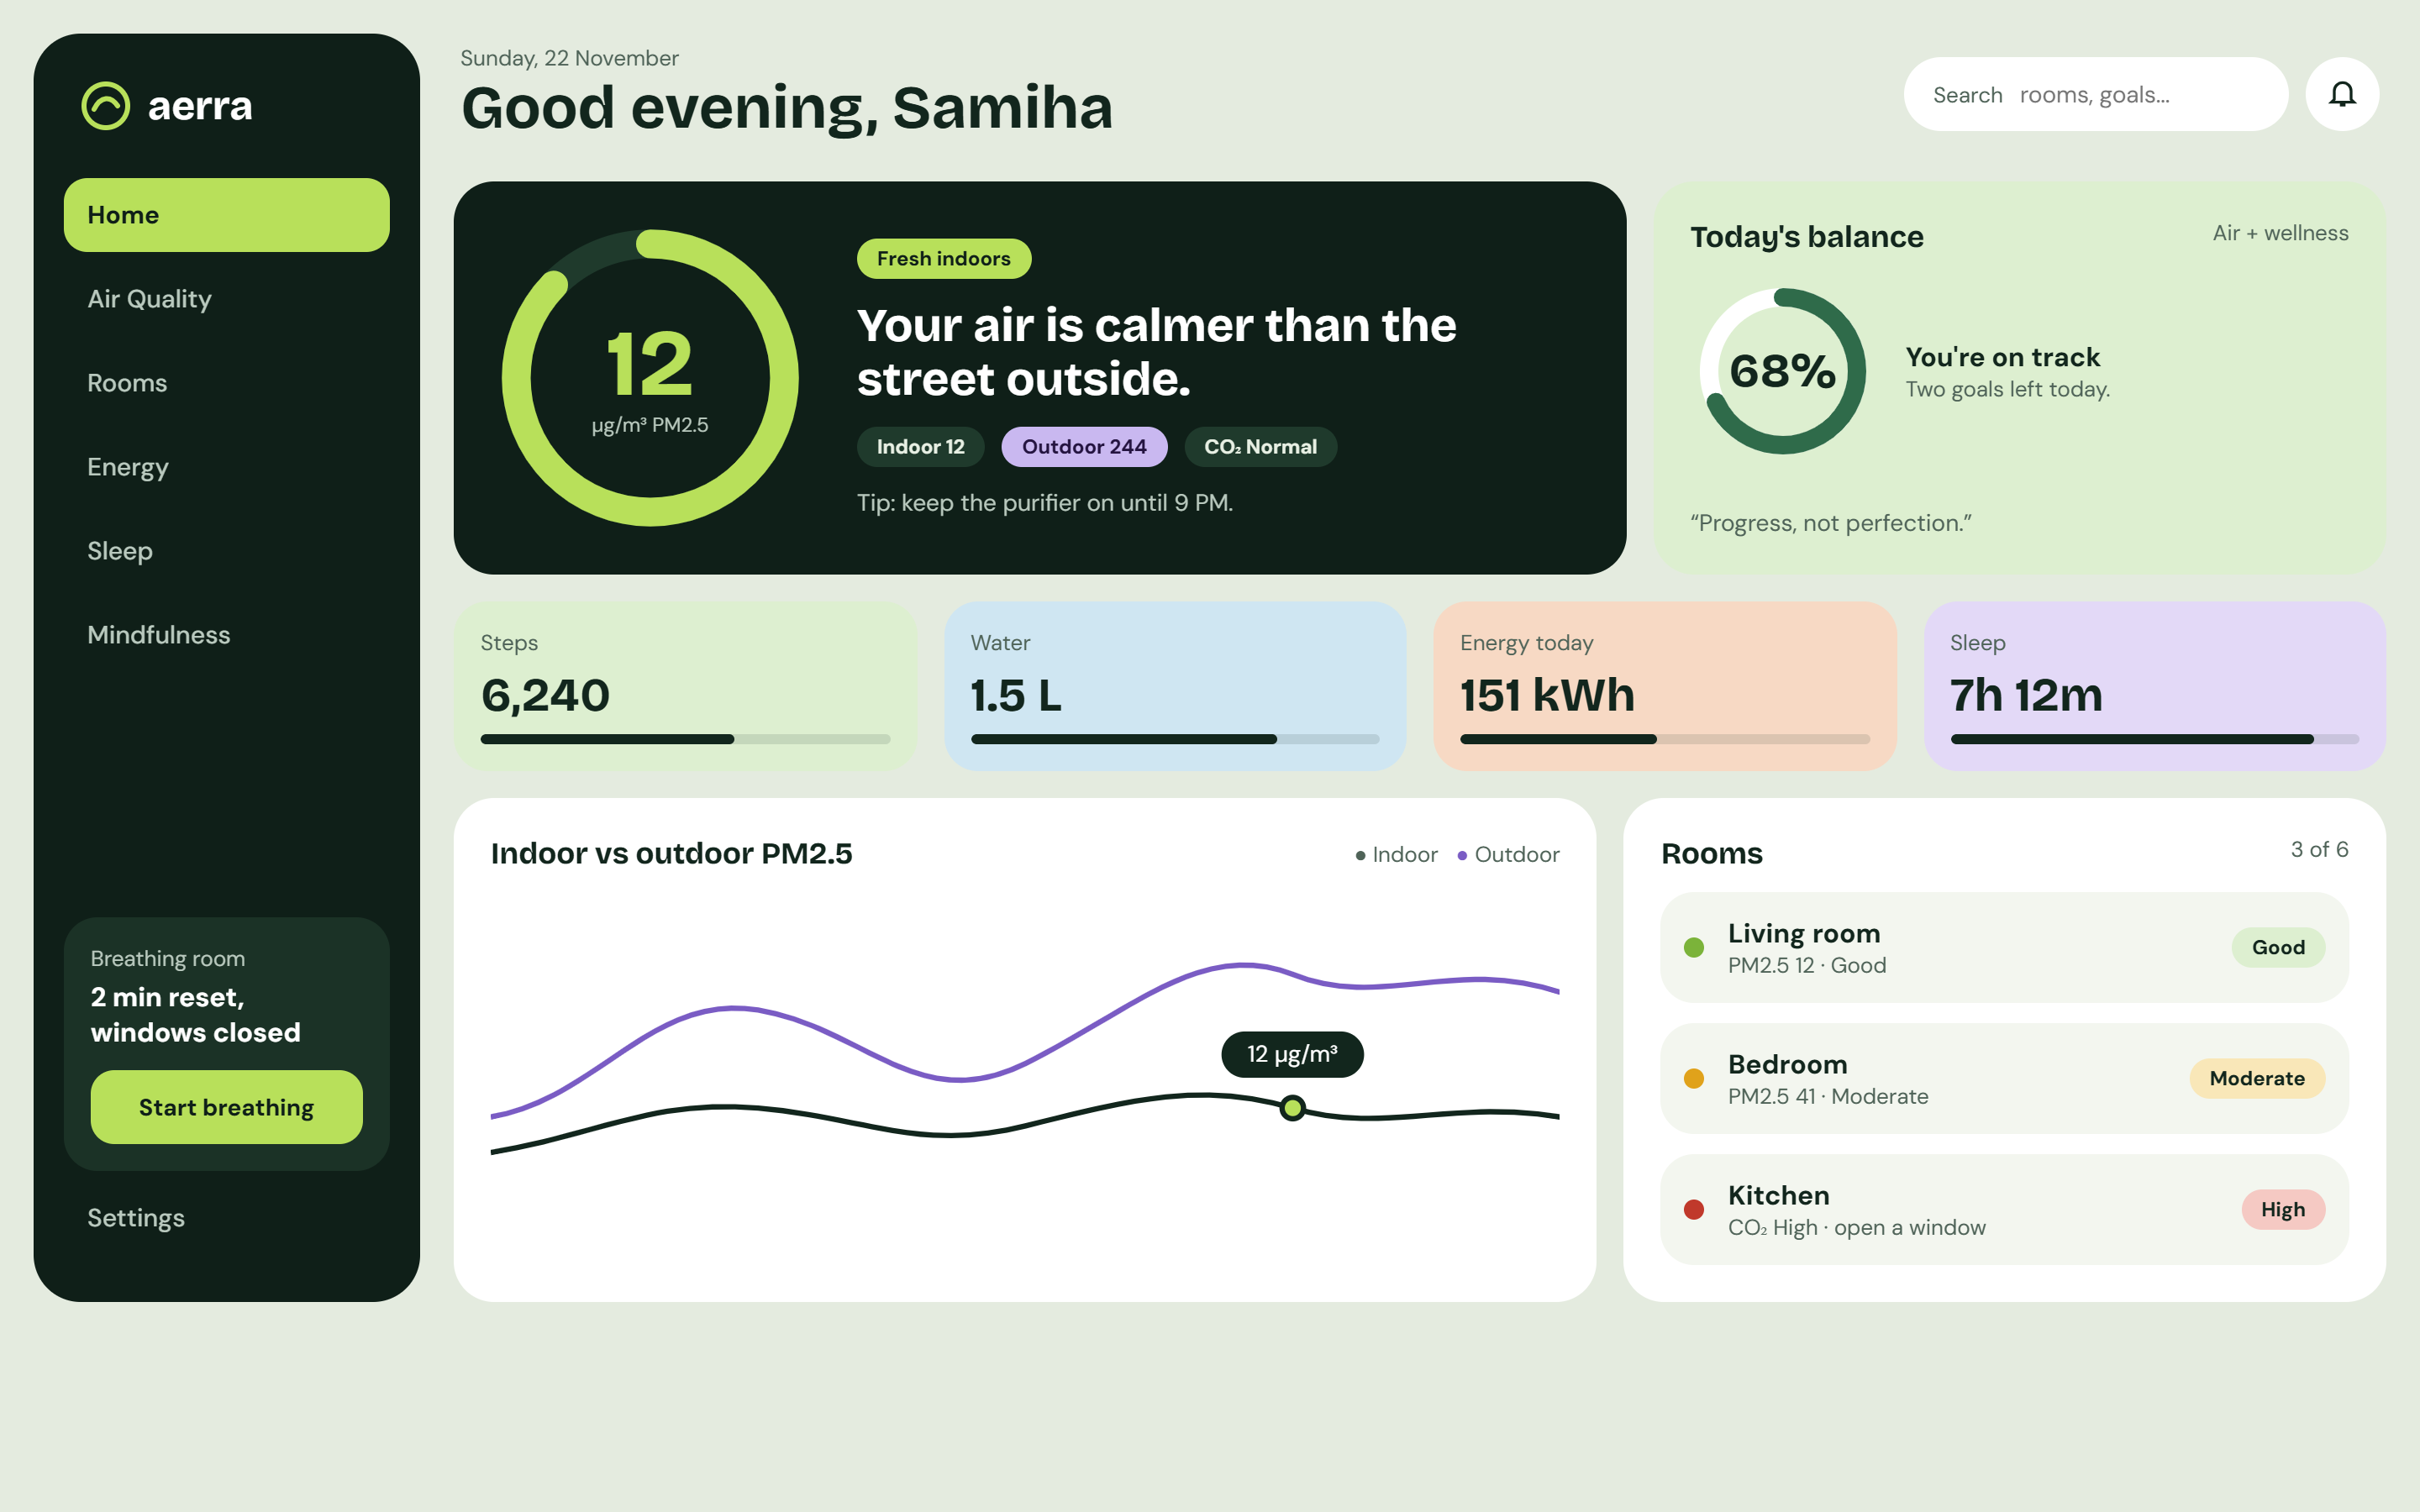 aerra
Home
Air Quality
Rooms
Energy
Sleep
Mindfulness
Breathing room
2 min reset,
windows closed
Start breathing
Settings
Sunday, 22 November
Good evening, Samiha
Search rooms, goals...
12
µg/m³ PM2.5
Fresh indoors
Your air is calmer than the
street outside.
Indoor 12
Outdoor 244
CO₂ Normal
Tip: keep the purifier on until 9 PM.
Today's balance
Air + wellness
68%
You're on track
Two goals left today.
“Progress, not perfection.”
Steps
6,240
Water
1.5 L
Energy today
151 kWh
Sleep
7h 12m
Indoor vs outdoor PM2.5
Indoor
Outdoor
12 µg/m³
Rooms
3 of 6
Living room
PM2.5 12 · Good
Good
Bedroom
PM2.5 41 · Moderate
Moderate
Kitchen
CO₂ High · open a window
High